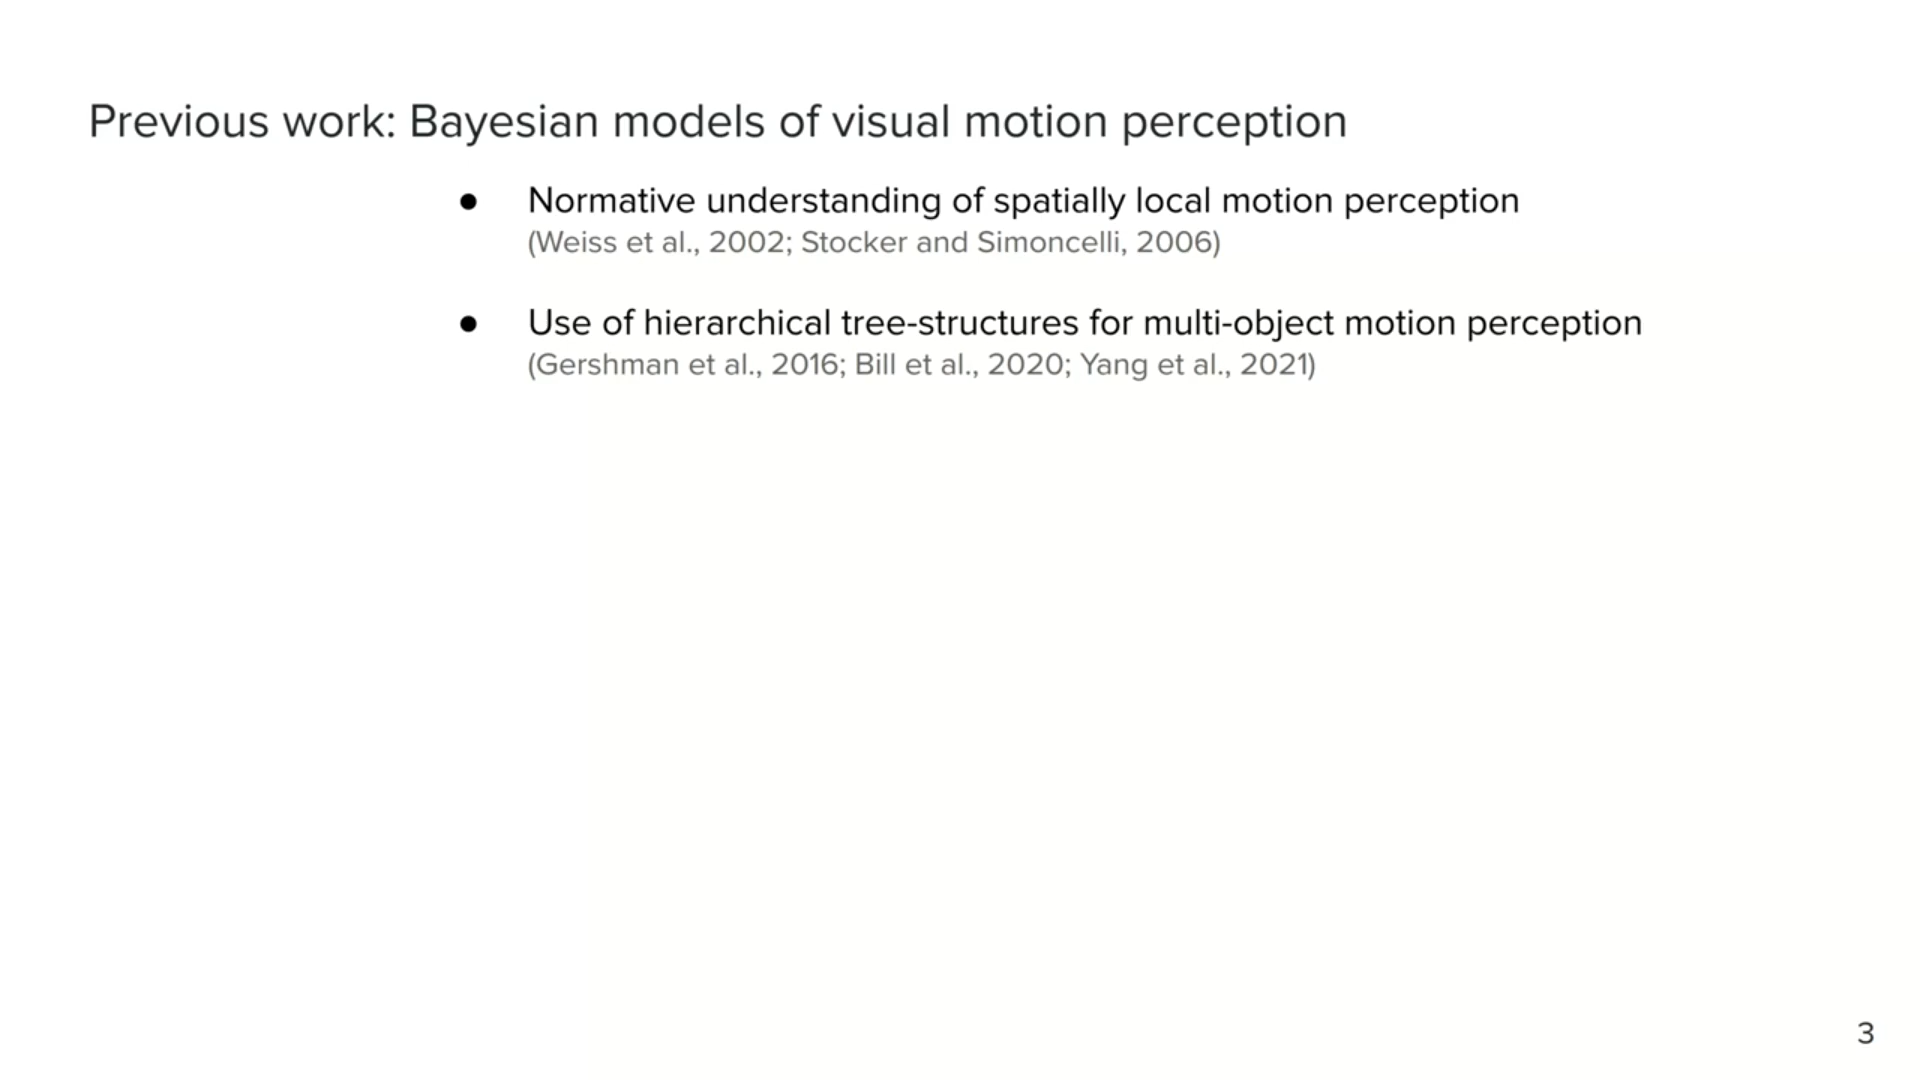 Previous work: Bayesian models of visual motion perception
● Normative understanding of spatially local motion perception
(Weiss et al., 2002; Stocker and Simoncelli, 2006)
● Use of hierarchical tree-structures for multi-object motion perception
(Gershman et al., 2016; Bill et al., 2020; Yang et al., 2021)
3